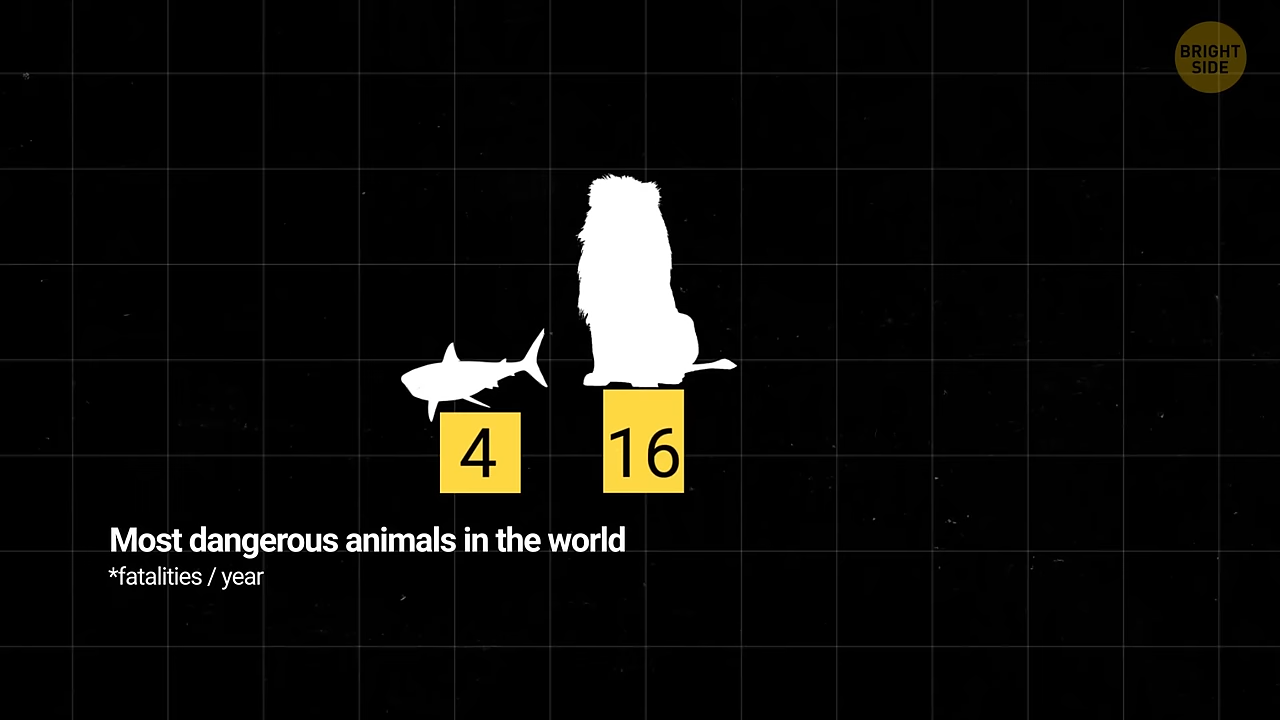 BRIGHT
SIDE
4
16
Most dangerous animals in the world
*fatalities / year